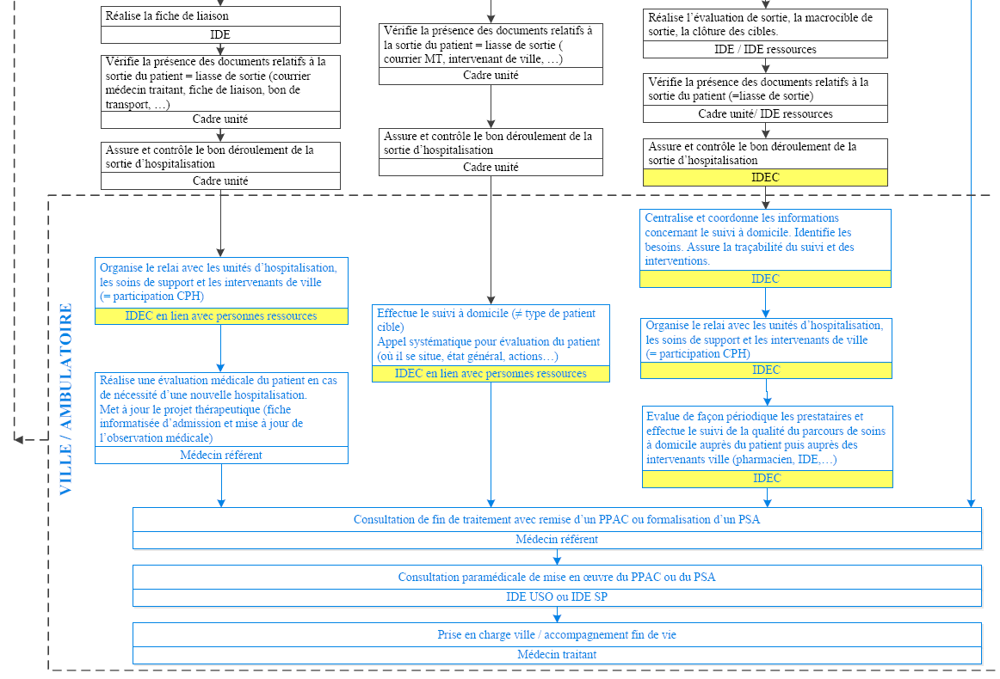 Réalise la fiche de liaison
IDE
Vérifie la présence des documents relatifs à la
sortie du patient = liasse de sortie (courrier
médecin traitant, fiche de liaison, bon de
transport, …)
Cadre unité
Assure et contrôle le bon déroulement de la
sortie d’hospitalisation
Cadre unité
Vérifie la présence des documents relatifs à
la sortie du patient = liasse de sortie (
courrier MT, intervenant de ville, …)
Cadre unité
Assure et contrôle le bon déroulement de la
sortie d’hospitalisation
Cadre unité
Réalise l’évaluation de sortie, la macrocible de
sortie, la clôture des cibles.
IDE / IDE ressources
Vérifie la présence des documents relatifs à la
sortie du patient (=liasse de sortie)
Cadre unité/ IDE ressources
Assure et contrôle le bon déroulement de la
sortie d’hospitalisation
IDEC
VILLE / AMBULATOIRE
Organise le relai avec les unités d’hospitalisation,
les soins de support et les intervenants de ville
(= participation CPH)
IDEC en lien avec personnes ressources
Réalise une évaluation médicale du patient en cas
de nécessité d’une nouvelle hospitalisation.
Met à jour le projet thérapeutique (fiche
informatisée d’admission et mise à jour de
l’observation médicale)
Médecin référent
Effectue le suivi à domicile (≠ type de patient
cible)
Appel systématique pour évaluation du patient
(où il se situe, état général, actions…)
IDEC en lien avec personnes ressources
Centralise et coordonne les informations
concernant le suivi à domicile. Identifie les
besoins. Assure la traçabilité du suivi et des
interventions.
IDEC
Organise le relai avec les unités d’hospitalisation,
les soins de support et les intervenants de ville
(= participation CPH)
IDEC
Evalue de façon périodique les prestataires et
effectue le suivi de la qualité du parcours de soins
à domicile auprès du patient puis auprès des
intervenants ville (pharmacien, IDE,…)
IDEC
Consultation de fin de traitement avec remise d’un PPAC ou formalisation d’un PSA
Médecin référent
Consultation paramédicale de mise en œuvre du PPAC ou du PSA
IDE USO ou IDE SP
Prise en charge ville / accompagnement fin de vie
Médecin traitant